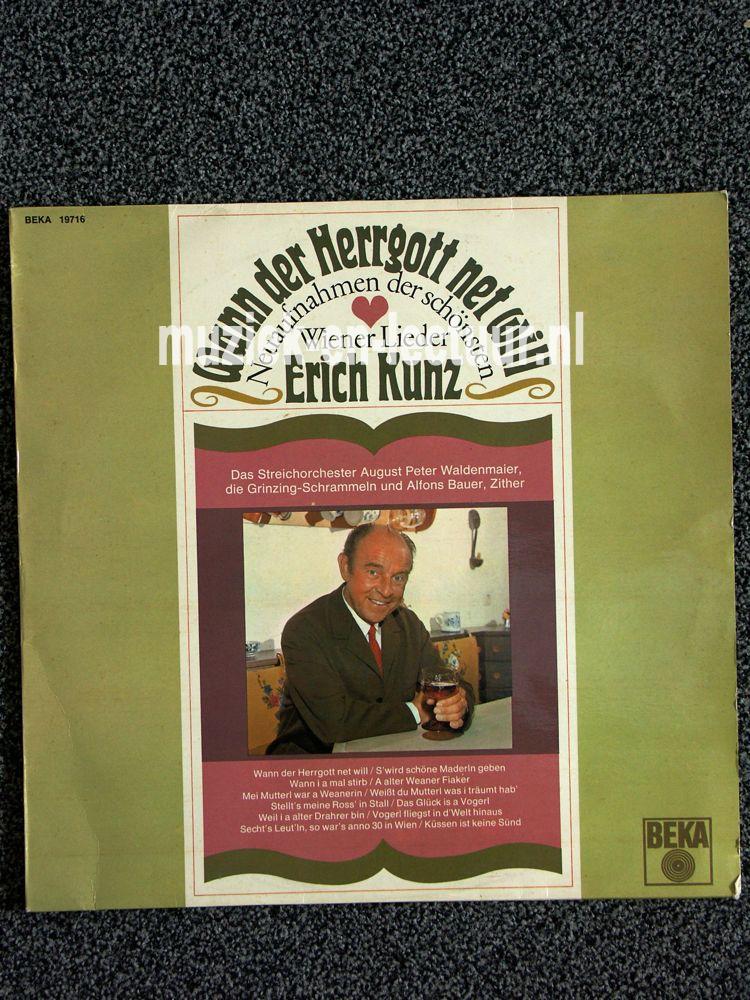 BEKA 19716
Wann der Herrgott net will
Neuaufnahmen der schönsten
Wiener Lieder
muziek-en-lectuur.nl
Erich Kunz
Das Streichorchester August Peter Waldenmaier,
die Grinzing-Schrammeln und Alfons Bauer, Zither
Wann der Herrgott net will / S'wird schöne Maderln geben
Wann i a mal stirb / A alter Weaner Fiaker
Mei Mutterl war a Weanerin / Weißt du Mutterl was i träumt hab'
Stellt's meine Ross' in Stall / Das Glück is a Vogerl
Weil i a alter Drahrer bin / Vogerl fliegst in d'Welt hinaus
Secht's Leut'ln, so war's anno 30 in Wien / Küssen ist keine Sünd
BEKA